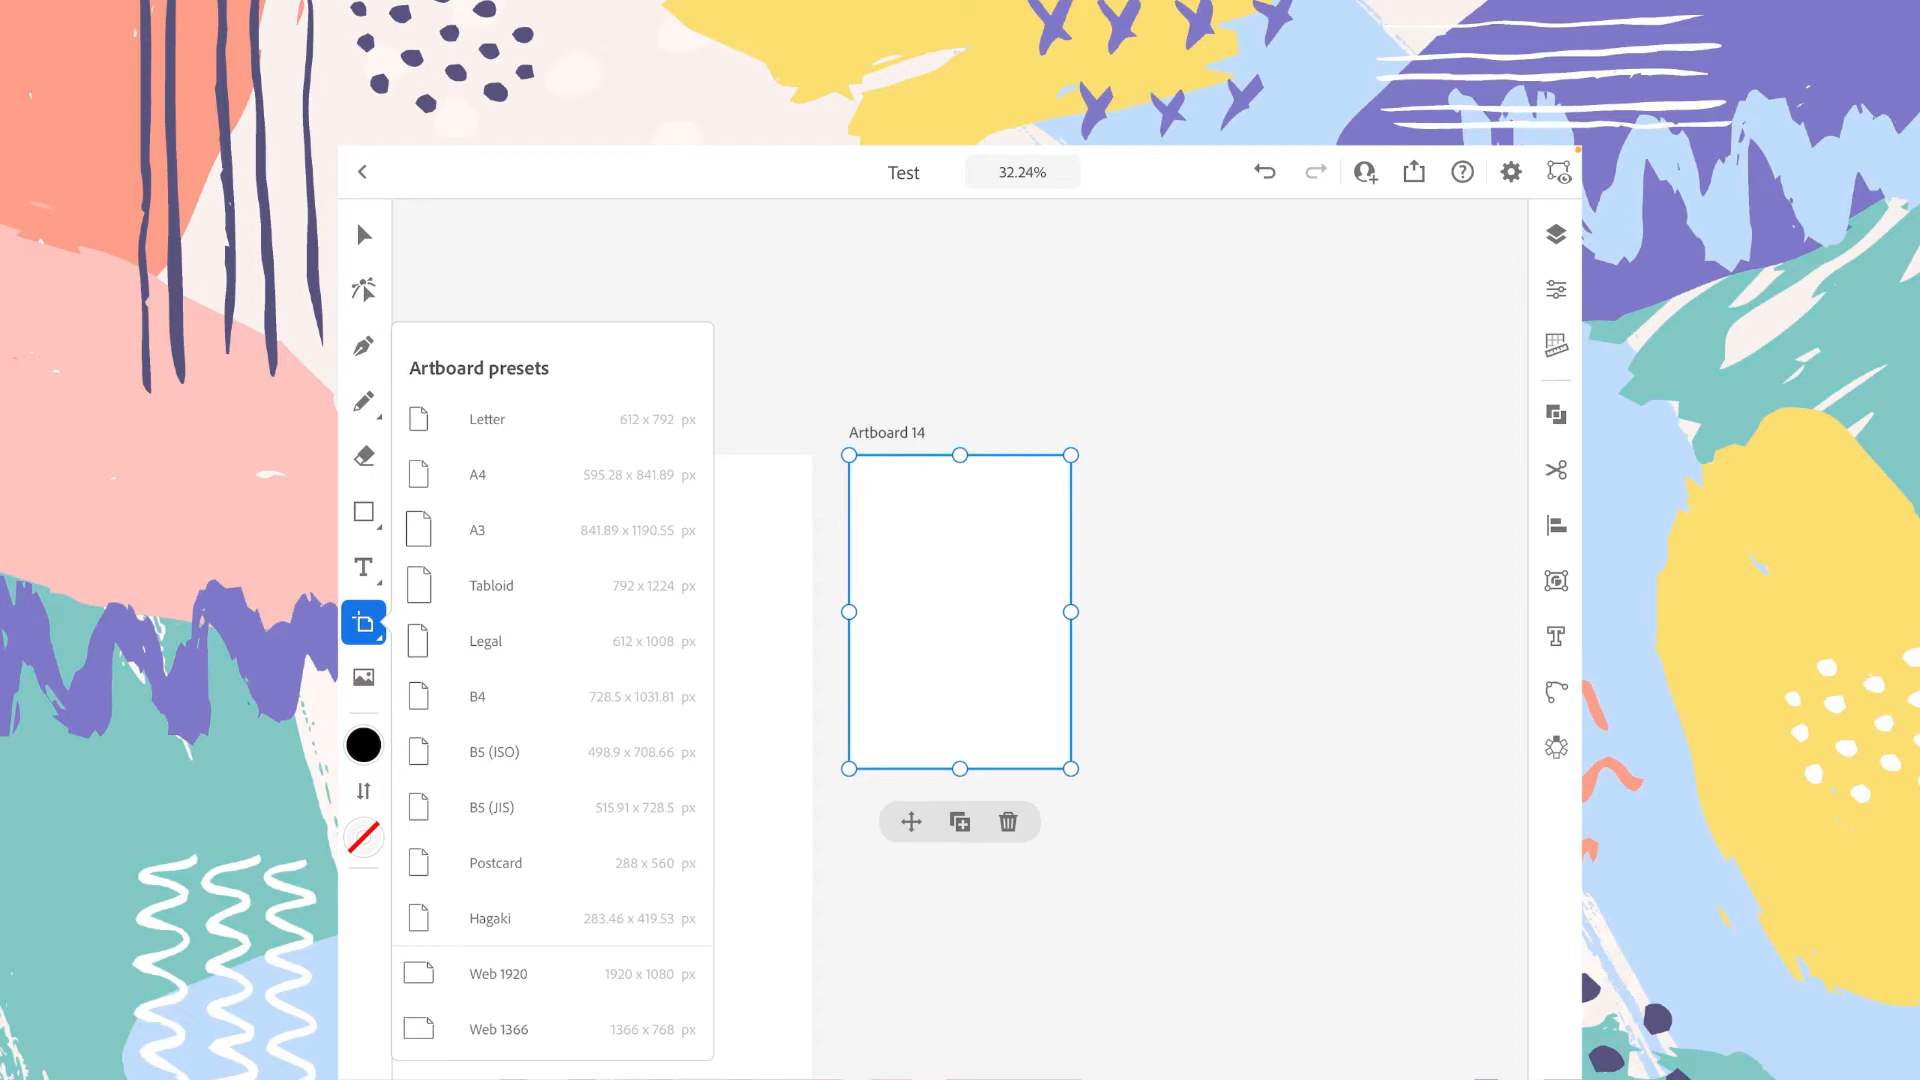 Test
32.24%
Artboard presets
Letter 612 x 792 px
A4 595.28 x 841.89 px
A3 841.89 x 1190.55 px
Tabloid 792 x 1224 px
Legal 612 x 1008 px
B4 728.5 x 1031.81 px
B5 (ISO) 498.9 x 708.66 px
B5 (JIS) 515.91 x 728.5 px
Postcard 288 x 560 px
Hagaki 283.46 x 419.53 px
Web 1920 1920 x 1080 px
Web 1366 1366 x 768 px
Artboard 14